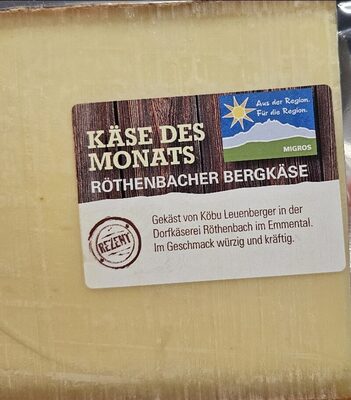 Aus der Region.
Für die Region.
MIGROS
KÄSE DES
MONATS
RÖTHENBACHER BERGKÄSE
REZENT
Gekäst von Köbu Leuenberger in der
Dorfkäserei Röthenbach im Emmental.
Im Geschmack würzig und kräftig.